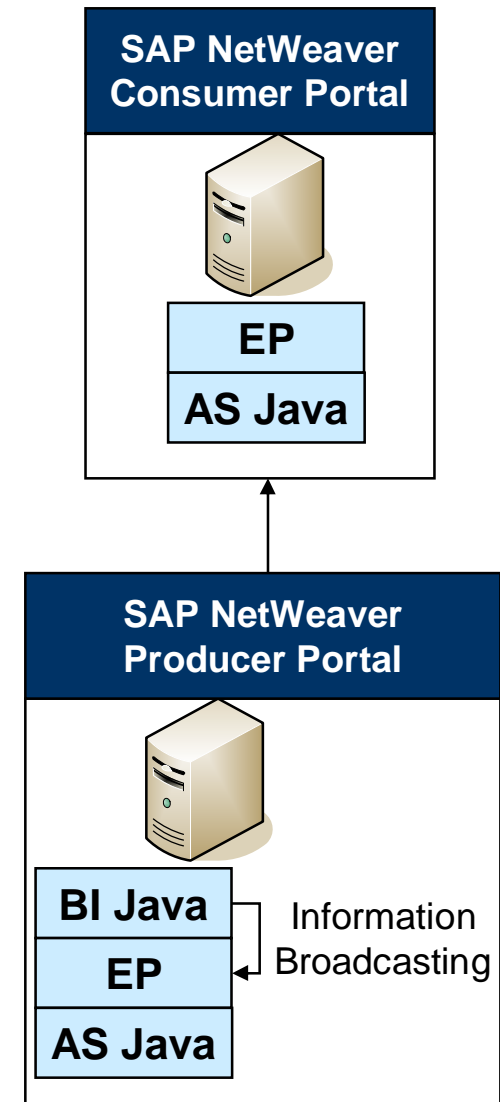 SAP NetWeaver
Consumer Portal
EP
AS Java
SAP NetWeaver
Producer Portal
BI Java
Information
Broadcasting
EP
AS Java